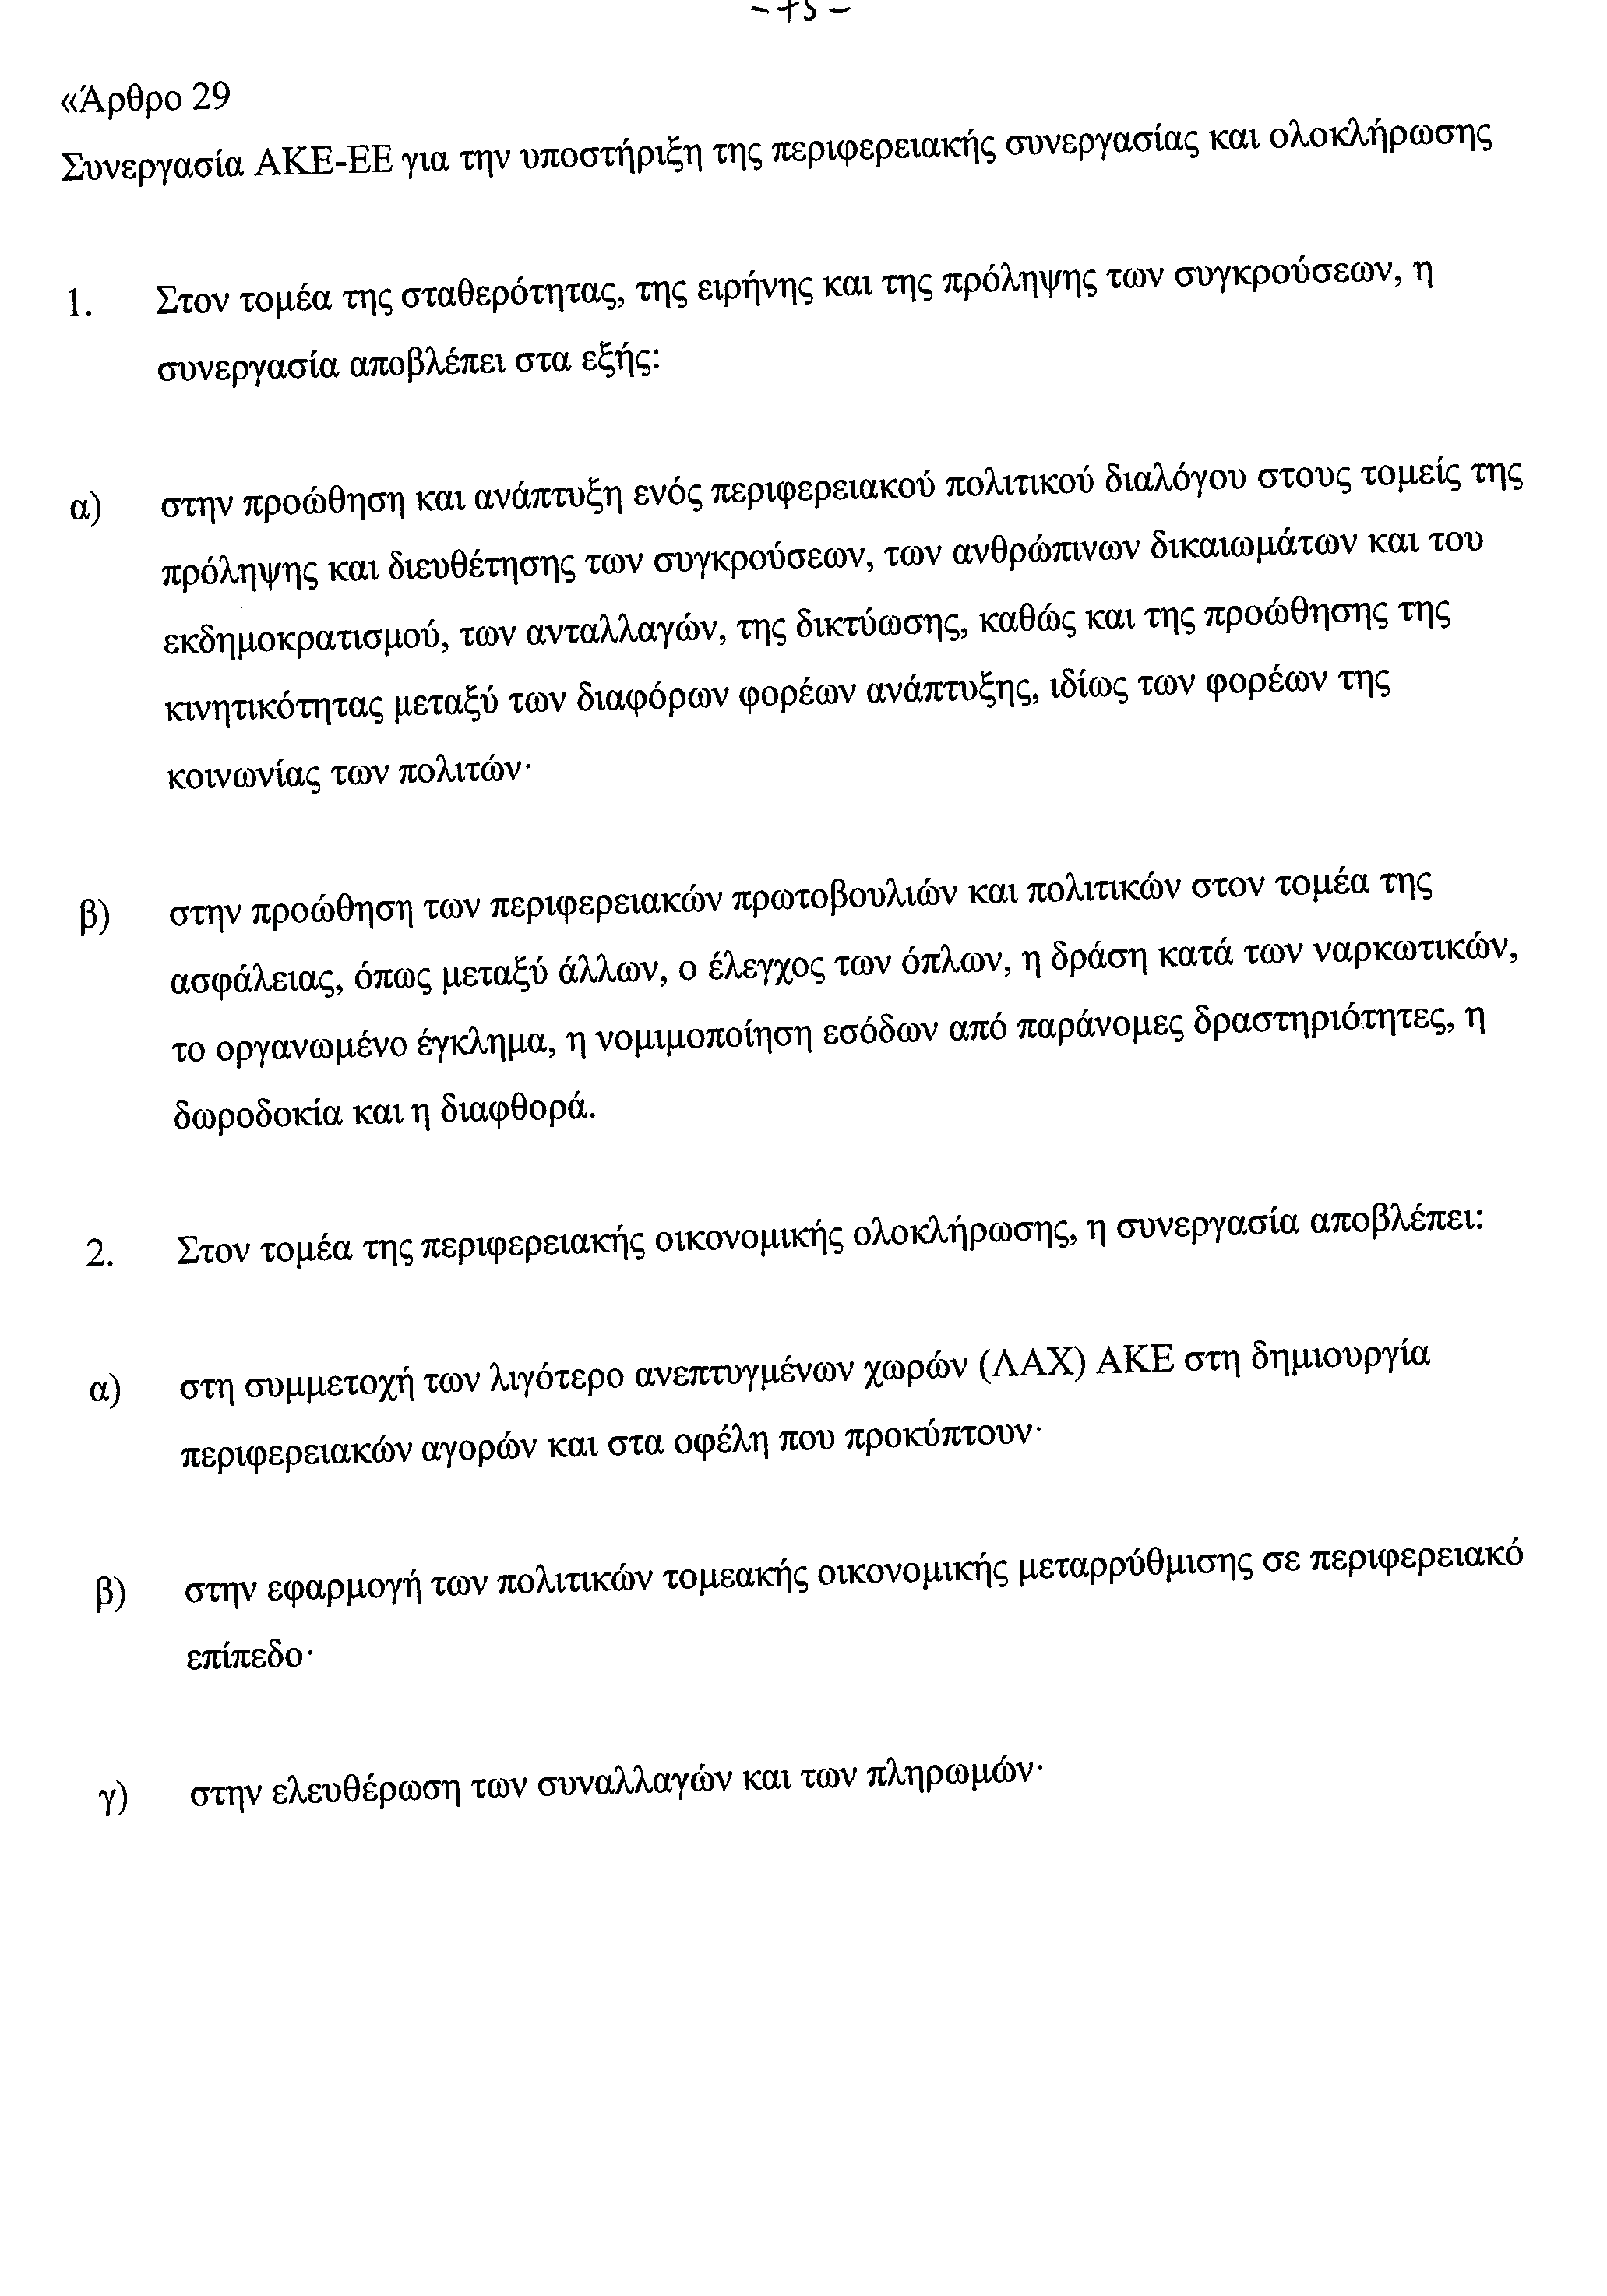 «Άρθρο 29
Συνεργασία ΑΚΕ-ΕΕ για την υποστήριξη της περιφερειακής συνεργασίας και ολοκλήρωσης
1. Στον τομέα της σταθερότητας, της ειρήνης και της πρόληψης των συγκρούσεων, η
συνεργασία αποβλέπει στα εξής:
α) στην προώθηση και ανάπτυξη ενός περιφερειακού πολιτικού διαλόγου στους τομείς της
πρόληψης και διευθέτησης των συγκρούσεων, των ανθρώπινων δικαιωμάτων και του
εκδημοκρατισμού, των ανταλλαγών, της δικτύωσης, καθώς και της προώθησης της
κινητικότητας μεταξύ των διαφόρων φορέων ανάπτυξης, ιδίως των φορέων της
κοινωνίας των πολιτών·
β) στην προώθηση των περιφερειακών πρωτοβουλιών και πολιτικών στον τομέα της
ασφάλειας, όπως μεταξύ άλλων, ο έλεγχος των όπλων, η δράση κατά των ναρκωτικών,
το οργανωμένο έγκλημα, η νομιμοποίηση εσόδων από παράνομες δραστηριότητες, η
δωροδοκία και η διαφθορά.
2. Στον τομέα της περιφερειακής οικονομικής ολοκλήρωσης, η συνεργασία αποβλέπει:
α) στη συμμετοχή των λιγότερο ανεπτυγμένων χωρών (ΛΑΧ) ΑΚΕ στη δημιουργία
περιφερειακών αγορών και στα οφέλη που προκύπτουν·
β) στην εφαρμογή των πολιτικών τομεακής οικονομικής μεταρρύθμισης σε περιφερειακό
επίπεδο·
γ) στην ελευθέρωση των συναλλαγών και των πληρωμών·